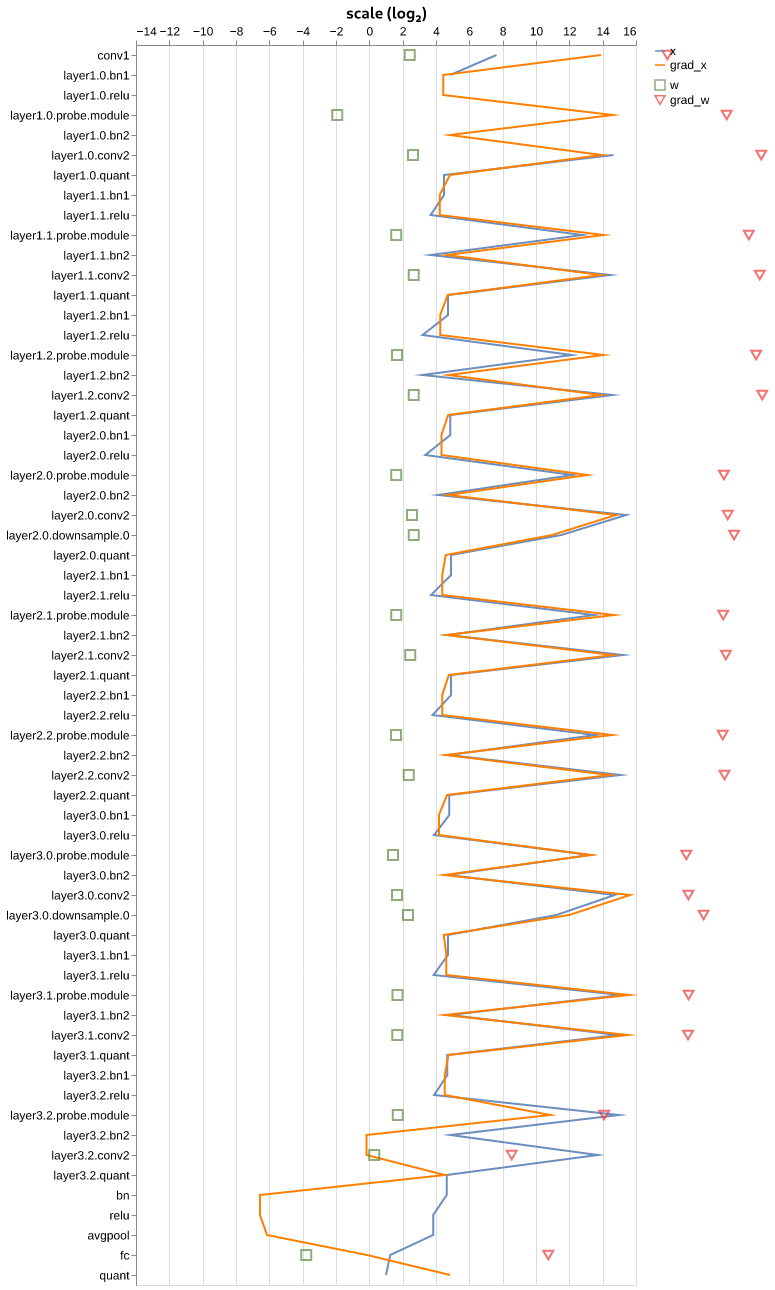 scale (log₂)
−14 −12 −10 −8 −6 −4 −2 0 2 4 6 8 10 12 14 16
x
grad_x
w
grad_w
conv1
layer1.0.bn1
layer1.0.relu
layer1.0.probe.module
layer1.0.bn2
layer1.0.conv2
layer1.0.quant
layer1.1.bn1
layer1.1.relu
layer1.1.probe.module
layer1.1.bn2
layer1.1.conv2
layer1.1.quant
layer1.2.bn1
layer1.2.relu
layer1.2.probe.module
layer1.2.bn2
layer1.2.conv2
layer1.2.quant
layer2.0.bn1
layer2.0.relu
layer2.0.probe.module
layer2.0.bn2
layer2.0.conv2
layer2.0.downsample.0
layer2.0.quant
layer2.1.bn1
layer2.1.relu
layer2.1.probe.module
layer2.1.bn2
layer2.1.conv2
layer2.1.quant
layer2.2.bn1
layer2.2.relu
layer2.2.probe.module
layer2.2.bn2
layer2.2.conv2
layer2.2.quant
layer3.0.bn1
layer3.0.relu
layer3.0.probe.module
layer3.0.bn2
layer3.0.conv2
layer3.0.downsample.0
layer3.0.quant
layer3.1.bn1
layer3.1.relu
layer3.1.probe.module
layer3.1.bn2
layer3.1.conv2
layer3.1.quant
layer3.2.bn1
layer3.2.relu
layer3.2.probe.module
layer3.2.bn2
layer3.2.conv2
layer3.2.quant
bn
relu
avgpool
fc
quant